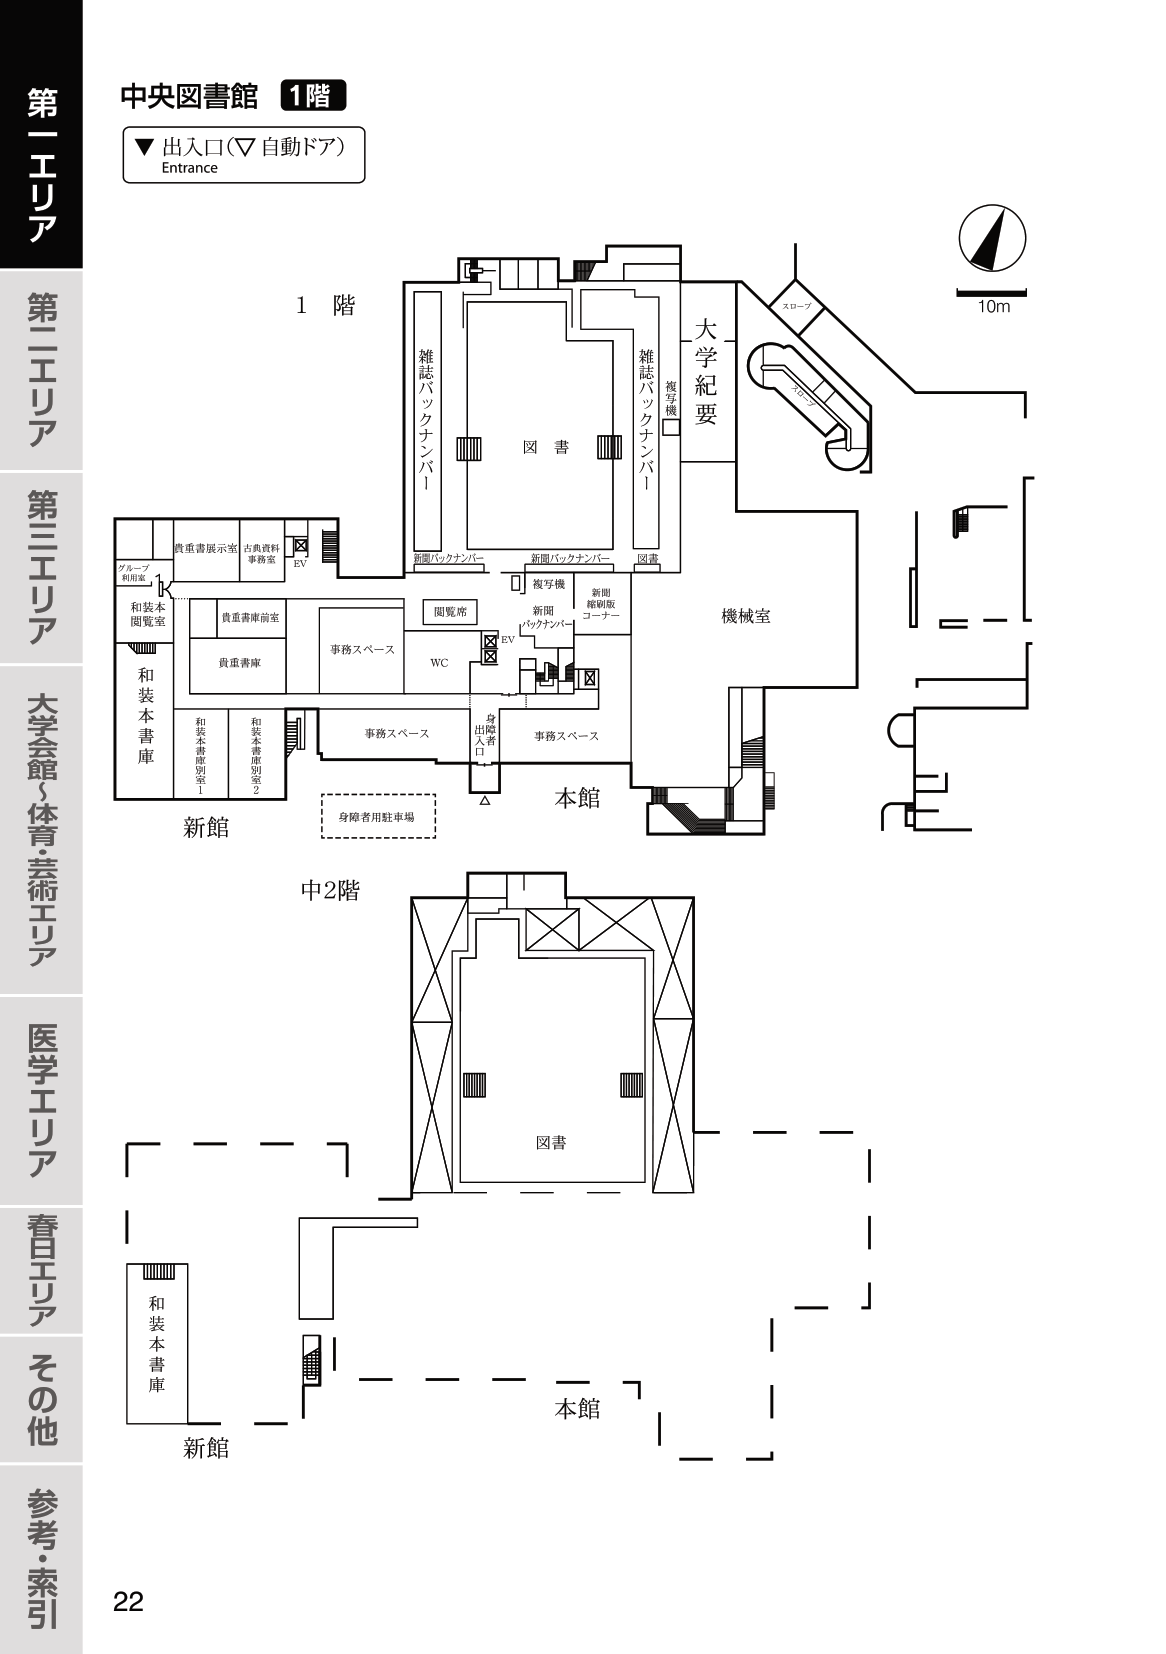 第一エリア
第二エリア
第三エリア
大学会館～体育・芸術エリア
医学エリア
春日エリア
その他
参考・索引
中央図書館 1階
▼ 出入口(▽ 自動ドア)
Entrance
10m
1 階
スロープ
スロープ
大学紀要
雑誌バックナンバー
雑誌バックナンバー
複写機
図 書
新聞バックナンバー
新聞バックナンバー
図書
貴重書展示室
古典資料
事務室
EV
グループ
利用室
和装本
閲覧室
貴重書庫前室
貴重書庫
事務スペース
閲覧席
WC
EV
複写機
新聞
バックナンバー
新聞
縮刷版
コーナー
機械室
和装本書庫
和装本書庫別室1
和装本書庫別室2
事務スペース
身障者
出入口
事務スペース
本館
新館
身障者用駐車場
中2階
図書
和装本書庫
本館
新館
22